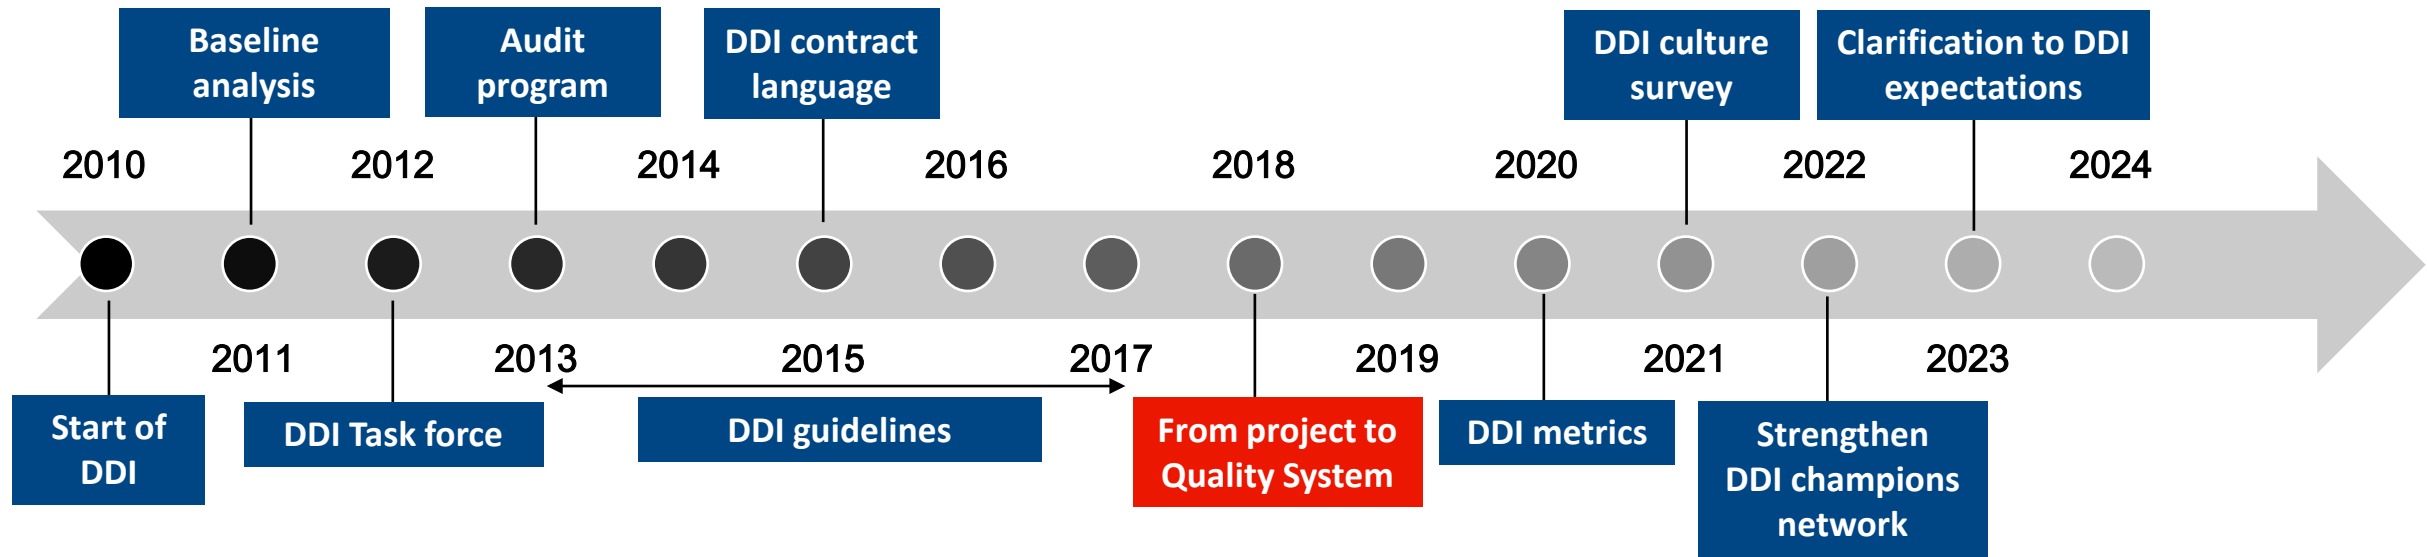 Baseline
analysis
Audit
program
DDI contract
language
DDI culture
survey
Clarification to DDI
expectations
2010
2012
2014
2016
2018
2020
2022
2024
2011
2013
2015
2017
2019
2021
2023
Start of
DDI
DDI Task force
DDI guidelines
From project to
Quality System
DDI metrics
Strengthen
DDI champions
network